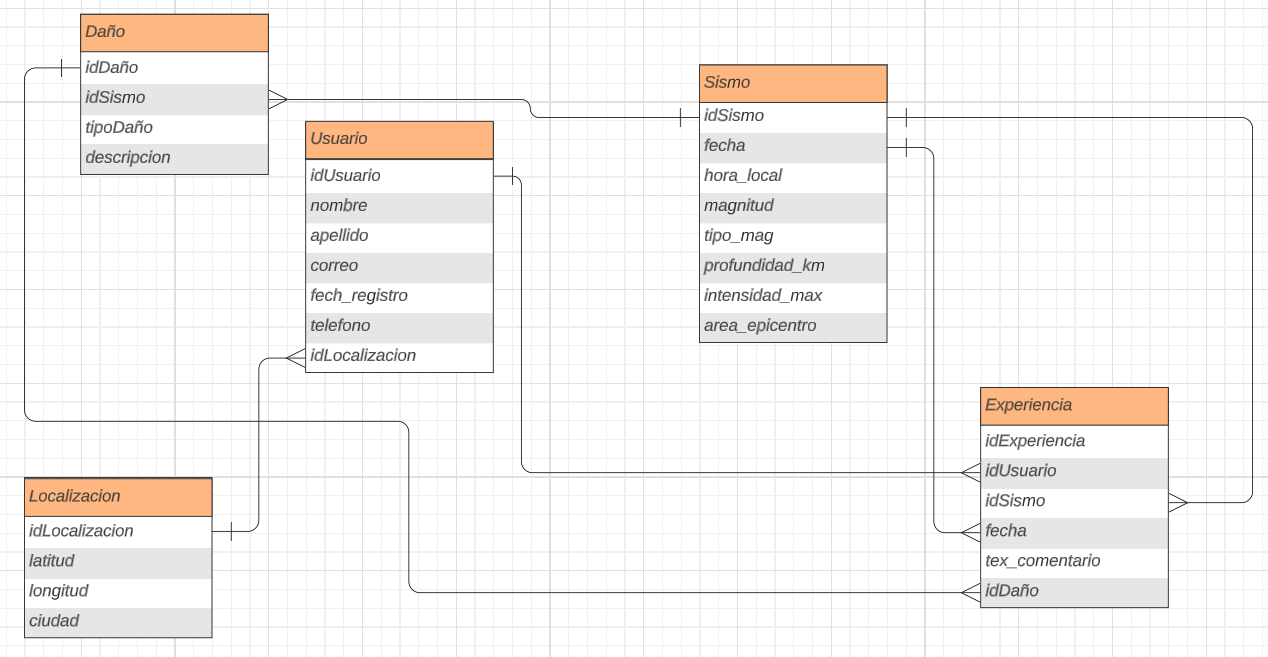 Daño
idDaño
idSismo
tipoDaño
descripcion
Usuario
idUsuario
nombre
apellido
correo
fech_registro
telefono
idLocalizacion
Sismo
idSismo
fecha
hora_local
magnitud
tipo_mag
profundidad_km
intensidad_max
area_epicentro
Localizacion
idLocalizacion
latitud
longitud
ciudad
Experiencia
idExperiencia
idUsuario
idSismo
fecha
tex_comentario
idDaño